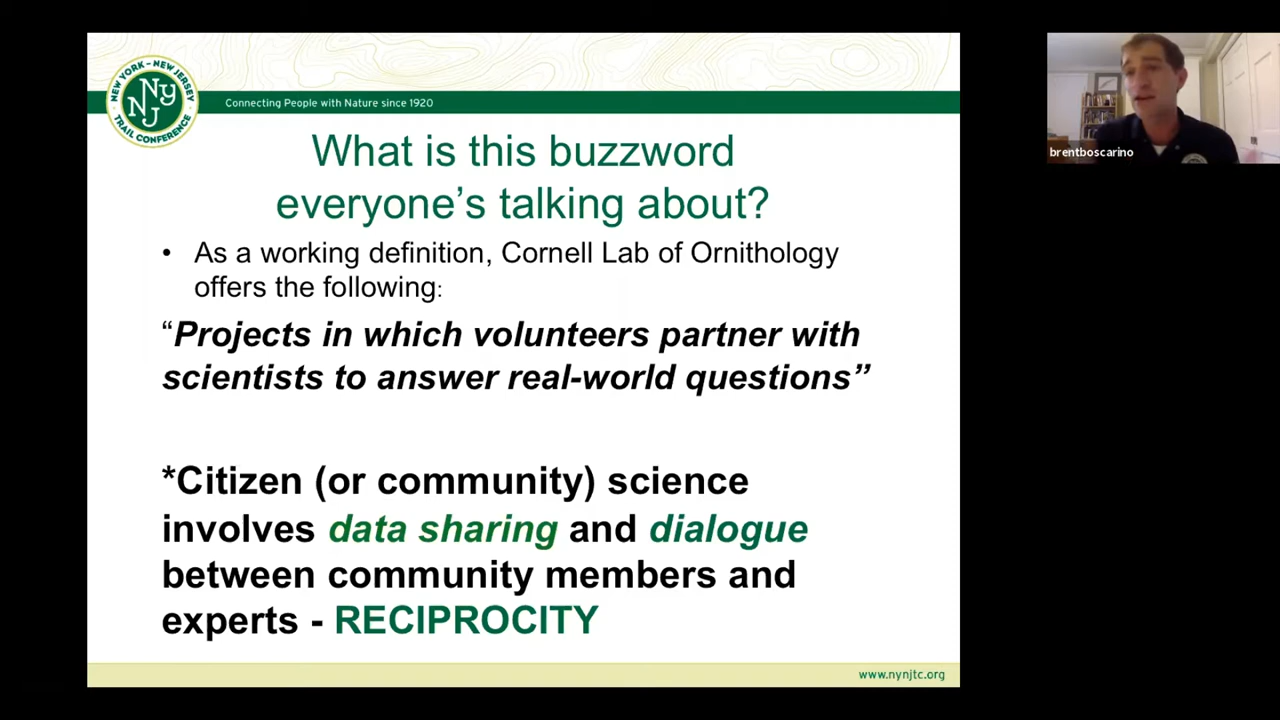 NEW YORK – NEW JERSEY
NY
NJ
TRAIL CONFERENCE
Connecting People with Nature since 1920
What is this buzzword
everyone’s talking about?
• As a working definition, Cornell Lab of Ornithology
offers the following:
“Projects in which volunteers partner with
scientists to answer real-world questions”
*Citizen (or community) science
involves data sharing and dialogue
between community members and
experts - RECIPROCITY
www.nynjtc.org
brentboscarino